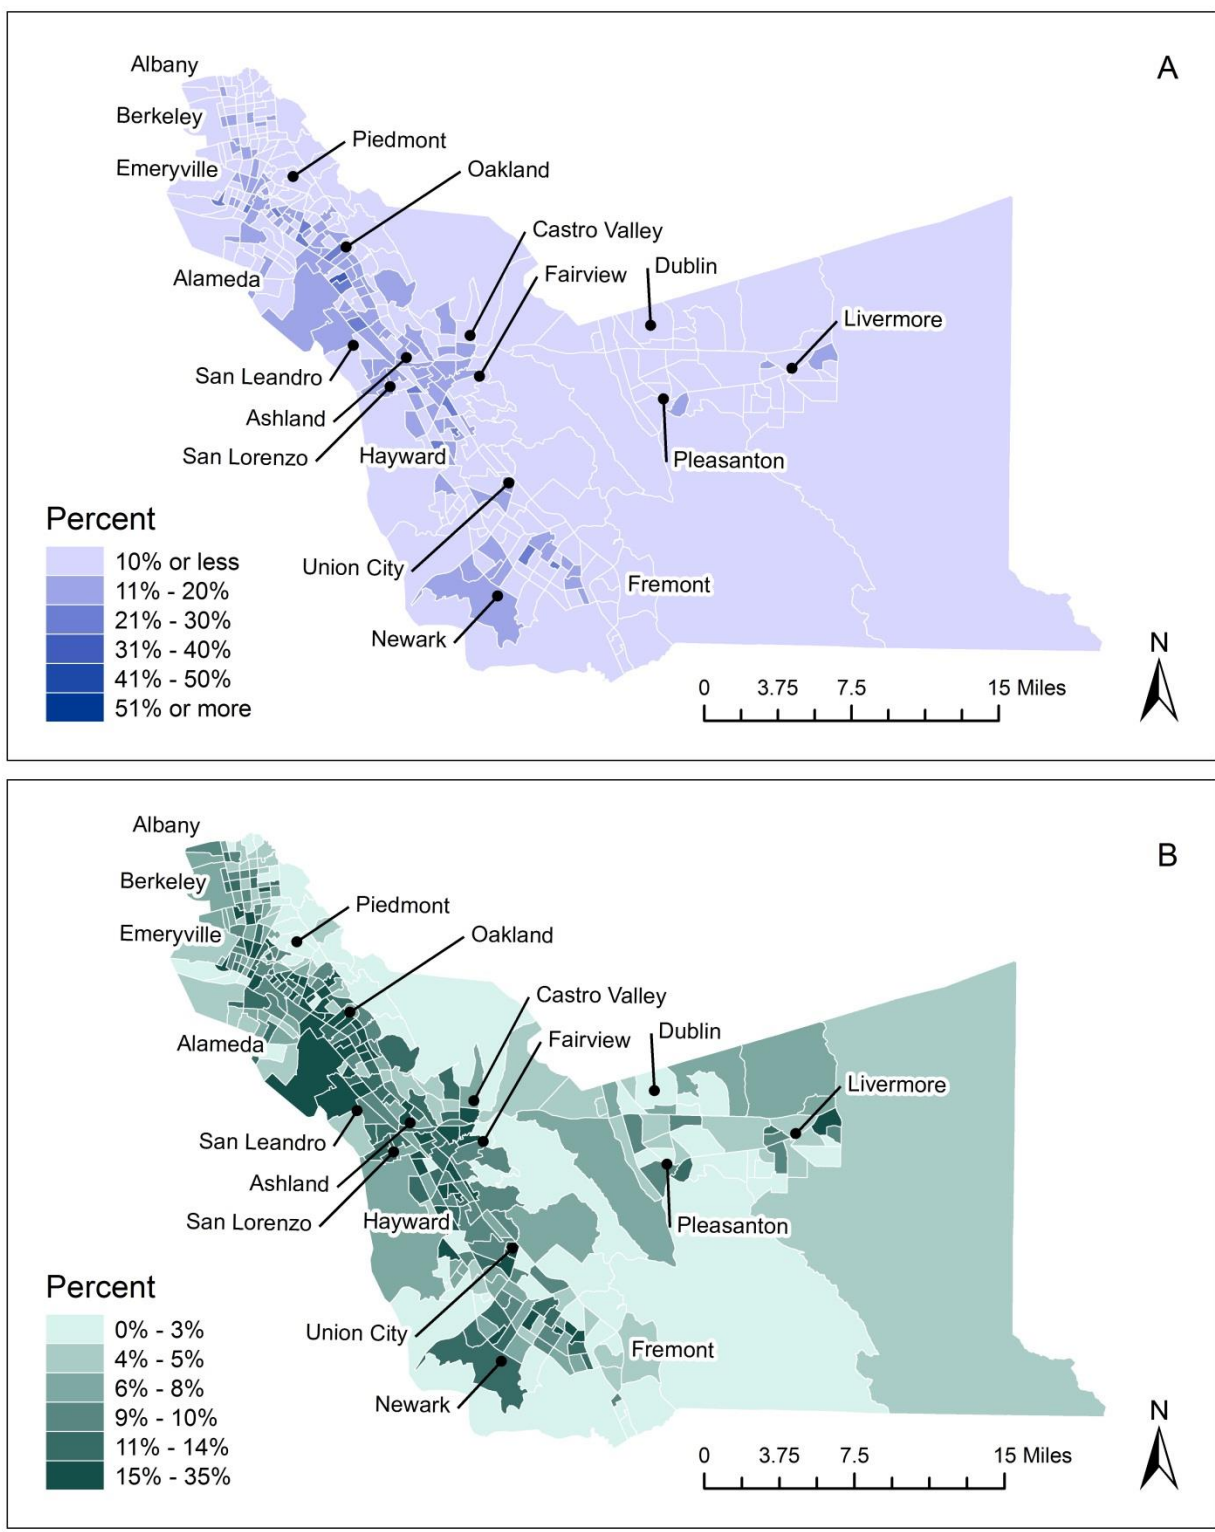 A
Albany
Berkeley
Piedmont
Emeryville
Oakland
Castro Valley
Fairview
Dublin
Alameda
Livermore
San Leandro
Ashland
San Lorenzo
Hayward
Pleasanton
Union City
Fremont
Newark
Percent
10% or less
11% - 20%
21% - 30%
31% - 40%
41% - 50%
51% or more
0 3.75 7.5 15 Miles
N
B
Albany
Berkeley
Piedmont
Emeryville
Oakland
Castro Valley
Fairview
Dublin
Alameda
Livermore
San Leandro
Ashland
San Lorenzo
Hayward
Pleasanton
Union City
Fremont
Newark
Percent
0% - 3%
4% - 5%
6% - 8%
9% - 10%
11% - 14%
15% - 35%
0 3.75 7.5 15 Miles
N